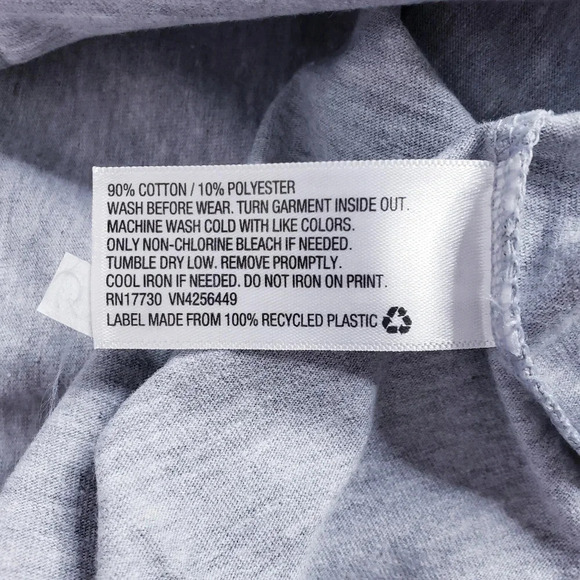 90% COTTON / 10% POLYESTER
WASH BEFORE WEAR. TURN GARMENT INSIDE OUT.
MACHINE WASH COLD WITH LIKE COLORS.
ONLY NON-CHLORINE BLEACH IF NEEDED.
TUMBLE DRY LOW. REMOVE PROMPTLY.
COOL IRON IF NEEDED. DO NOT IRON ON PRINT.
RN17730 VN4256449
LABEL MADE FROM 100% RECYCLED PLASTIC